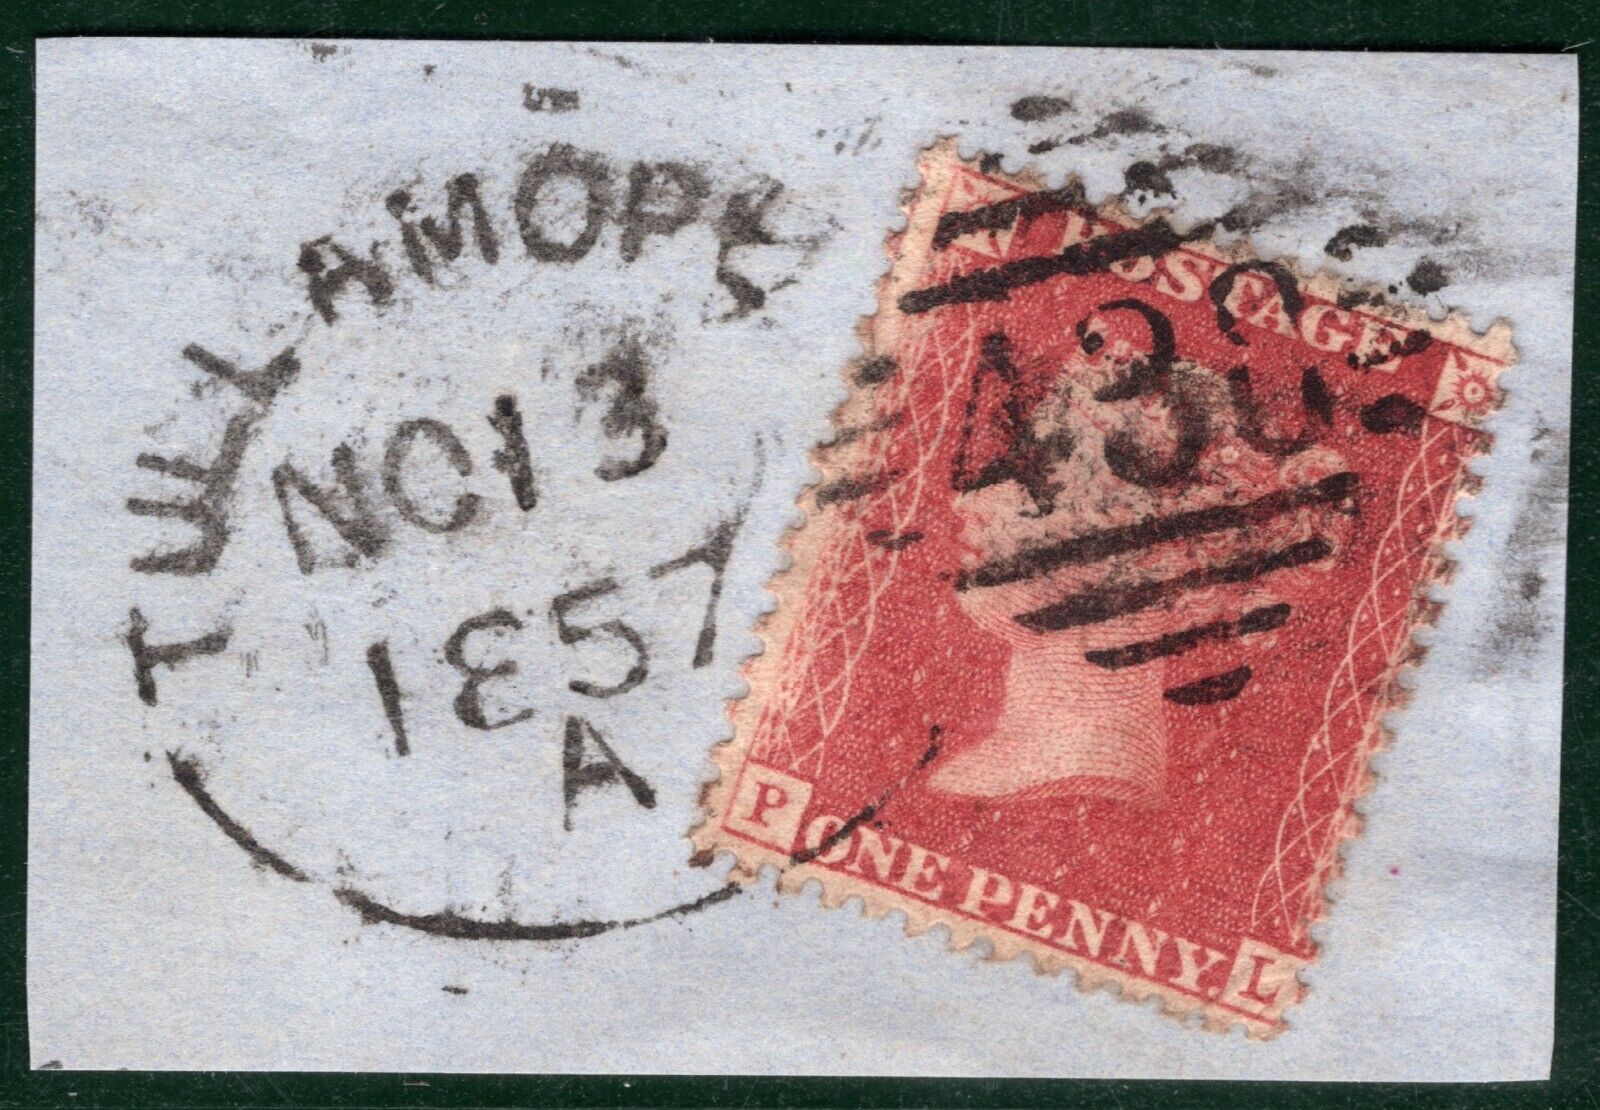 TULLAMORE
NO 13
1857
A
POSTAGE
430
P
ONE PENNY.
L